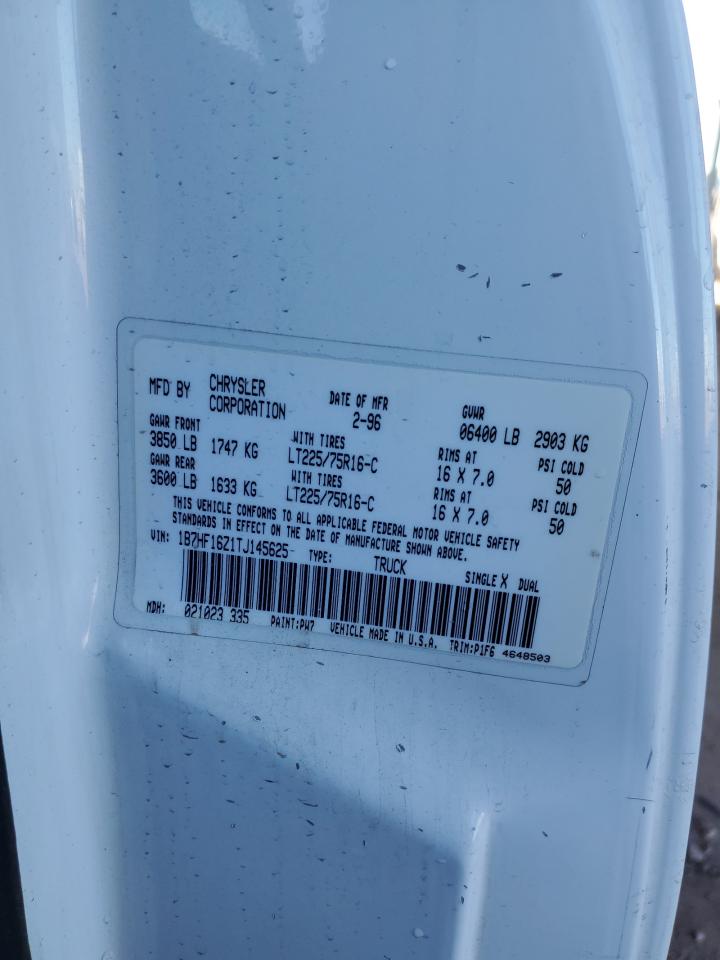 MFD BY CHRYSLER CORPORATION DATE OF MFR 2-96 GVWR 06400 LB 2903 KG
GAWR FRONT 3850 LB 1747 KG WITH TIRES LT225/75R16-C RIMS AT 16 X 7.0 PSI COLD 50
GAWR REAR 3600 LB 1633 KG WITH TIRES LT225/75R16-C RIMS AT 16 X 7.0 PSI COLD 50
THIS VEHICLE CONFORMS TO ALL APPLICABLE FEDERAL MOTOR VEHICLE SAFETY
STANDARDS IN EFFECT ON THE DATE OF MANUFACTURE SHOWN ABOVE.
VIN: 1B7HF16Z1TJ145625 TYPE: TRUCK SINGLE X DUAL
MDH: 021023 335 PAINT:PW7 VEHICLE MADE IN U.S.A. TRIM:P1F6 4648503